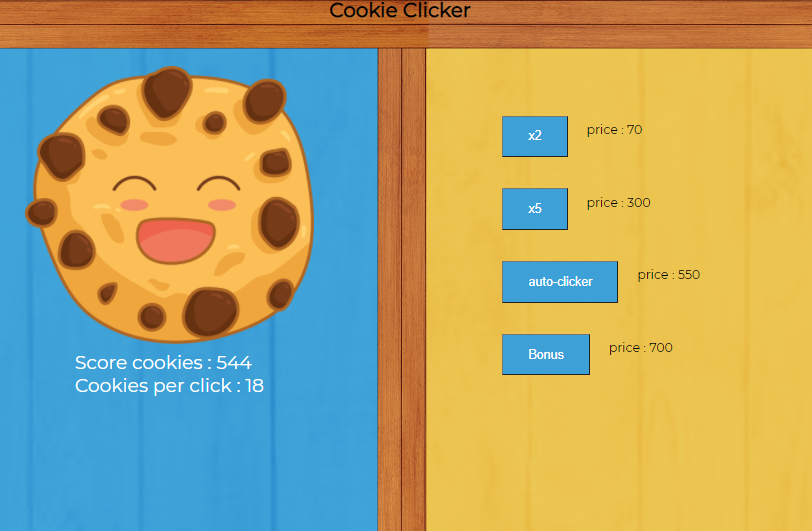 Cookie Clicker
Score cookies : 544
Cookies per click : 18
x2 price : 70
x5 price : 300
auto-clicker price : 550
Bonus price : 700